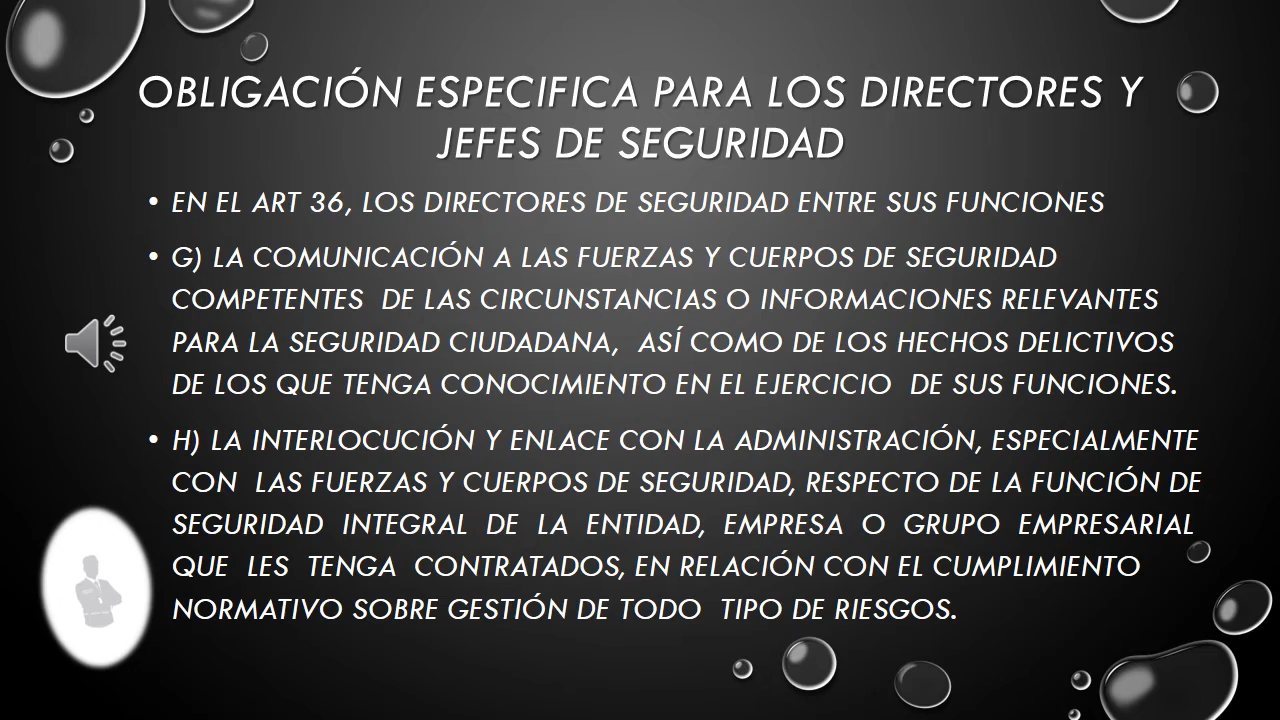 OBLIGACIÓN ESPECIFICA PARA LOS DIRECTORES Y
JEFES DE SEGURIDAD
• EN EL ART 36, LOS DIRECTORES DE SEGURIDAD ENTRE SUS FUNCIONES
• G) LA COMUNICACIÓN A LAS FUERZAS Y CUERPOS DE SEGURIDAD
COMPETENTES DE LAS CIRCUNSTANCIAS O INFORMACIONES RELEVANTES
PARA LA SEGURIDAD CIUDADANA, ASÍ COMO DE LOS HECHOS DELICTIVOS
DE LOS QUE TENGA CONOCIMIENTO EN EL EJERCICIO DE SUS FUNCIONES.
• H) LA INTERLOCUCIÓN Y ENLACE CON LA ADMINISTRACIÓN, ESPECIALMENTE
CON LAS FUERZAS Y CUERPOS DE SEGURIDAD, RESPECTO DE LA FUNCIÓN DE
SEGURIDAD INTEGRAL DE LA ENTIDAD, EMPRESA O GRUPO EMPRESARIAL
QUE LES TENGA CONTRATADOS, EN RELACIÓN CON EL CUMPLIMIENTO
NORMATIVO SOBRE GESTIÓN DE TODO TIPO DE RIESGOS.